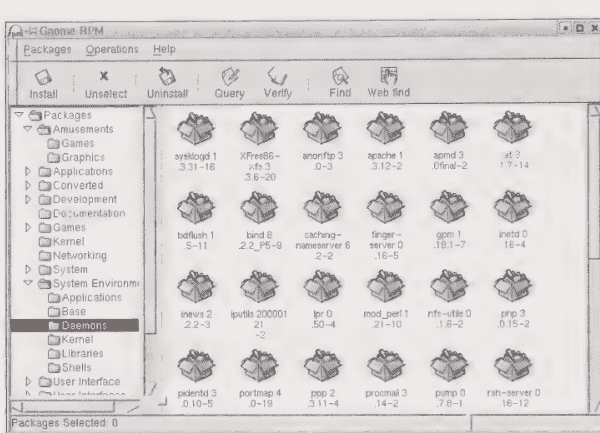 Gnome RPM
Packages Operations Help
Install Unselect Uninstall Query Verify Find Web find
Packages
Amusements
Games
Graphics
Applications
Converted
Development
Documentation
Games
Kernel
Networking
System
System Environm
Applications
Base
Daemons
Kernel
Libraries
Shells
User Interface
User Interface
sysklogd 1 XFree86- anonftp 3 apache 1 apmd 3 at 3
.3.31-16 xfs 3 .0-3 .3.12-2 .0final-2 .1.7-14
.3.6-20
bdflush 1 bind 8 caching- finger- gpm 1 inetd 0
.5-11 .2.2_P5-9 nameserver 6 server 0 .18.1-7 .16-4
.2-2 .16-5
inews 2 iputils 200001 lpr 0 mod_perl 1 nfs-utils 0 php 3
.2.2-3 21 .50-4 .21-10 .1.6-2 .0.15-2
-2
pidentd 3 portmap 4 ppp 2 procmail 3 pump 0 rsh-server 0
.0.10-5 .0-19 .3.11-4 .14-2 .7.8-1 .16-12
Packages Selected: 0